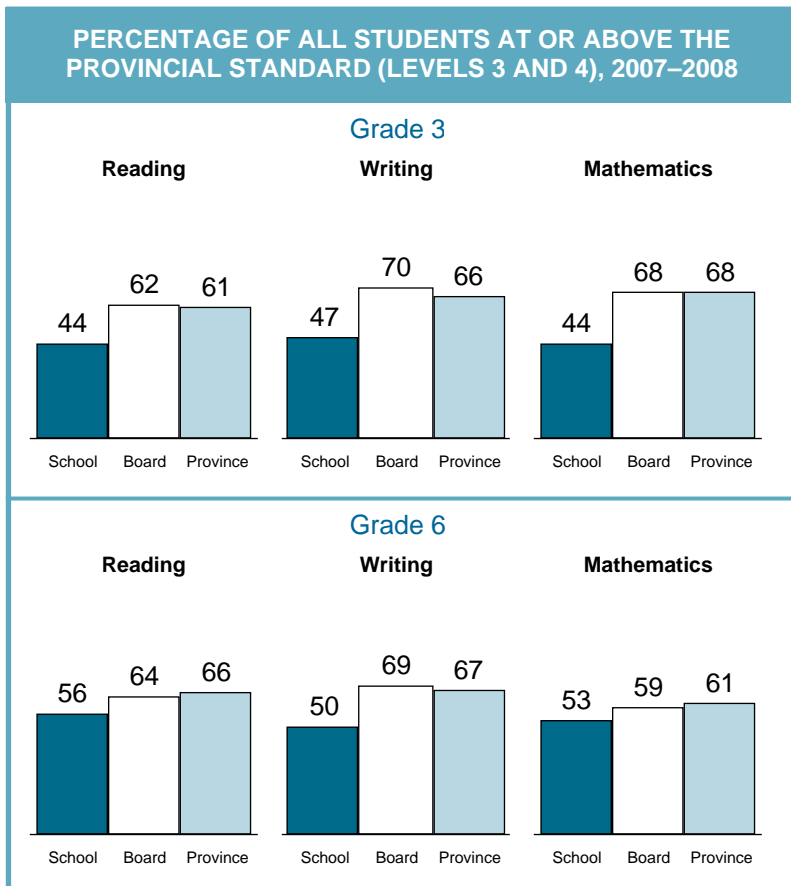 PERCENTAGE OF ALL STUDENTS AT OR ABOVE THE
PROVINCIAL STANDARD (LEVELS 3 AND 4), 2007–2008
Grade 3
Reading Writing Mathematics
44 62 61 47 70 66 44 68 68
School Board Province School Board Province School Board Province
Grade 6
Reading Writing Mathematics
56 64 66 50 69 67 53 59 61
School Board Province School Board Province School Board Province